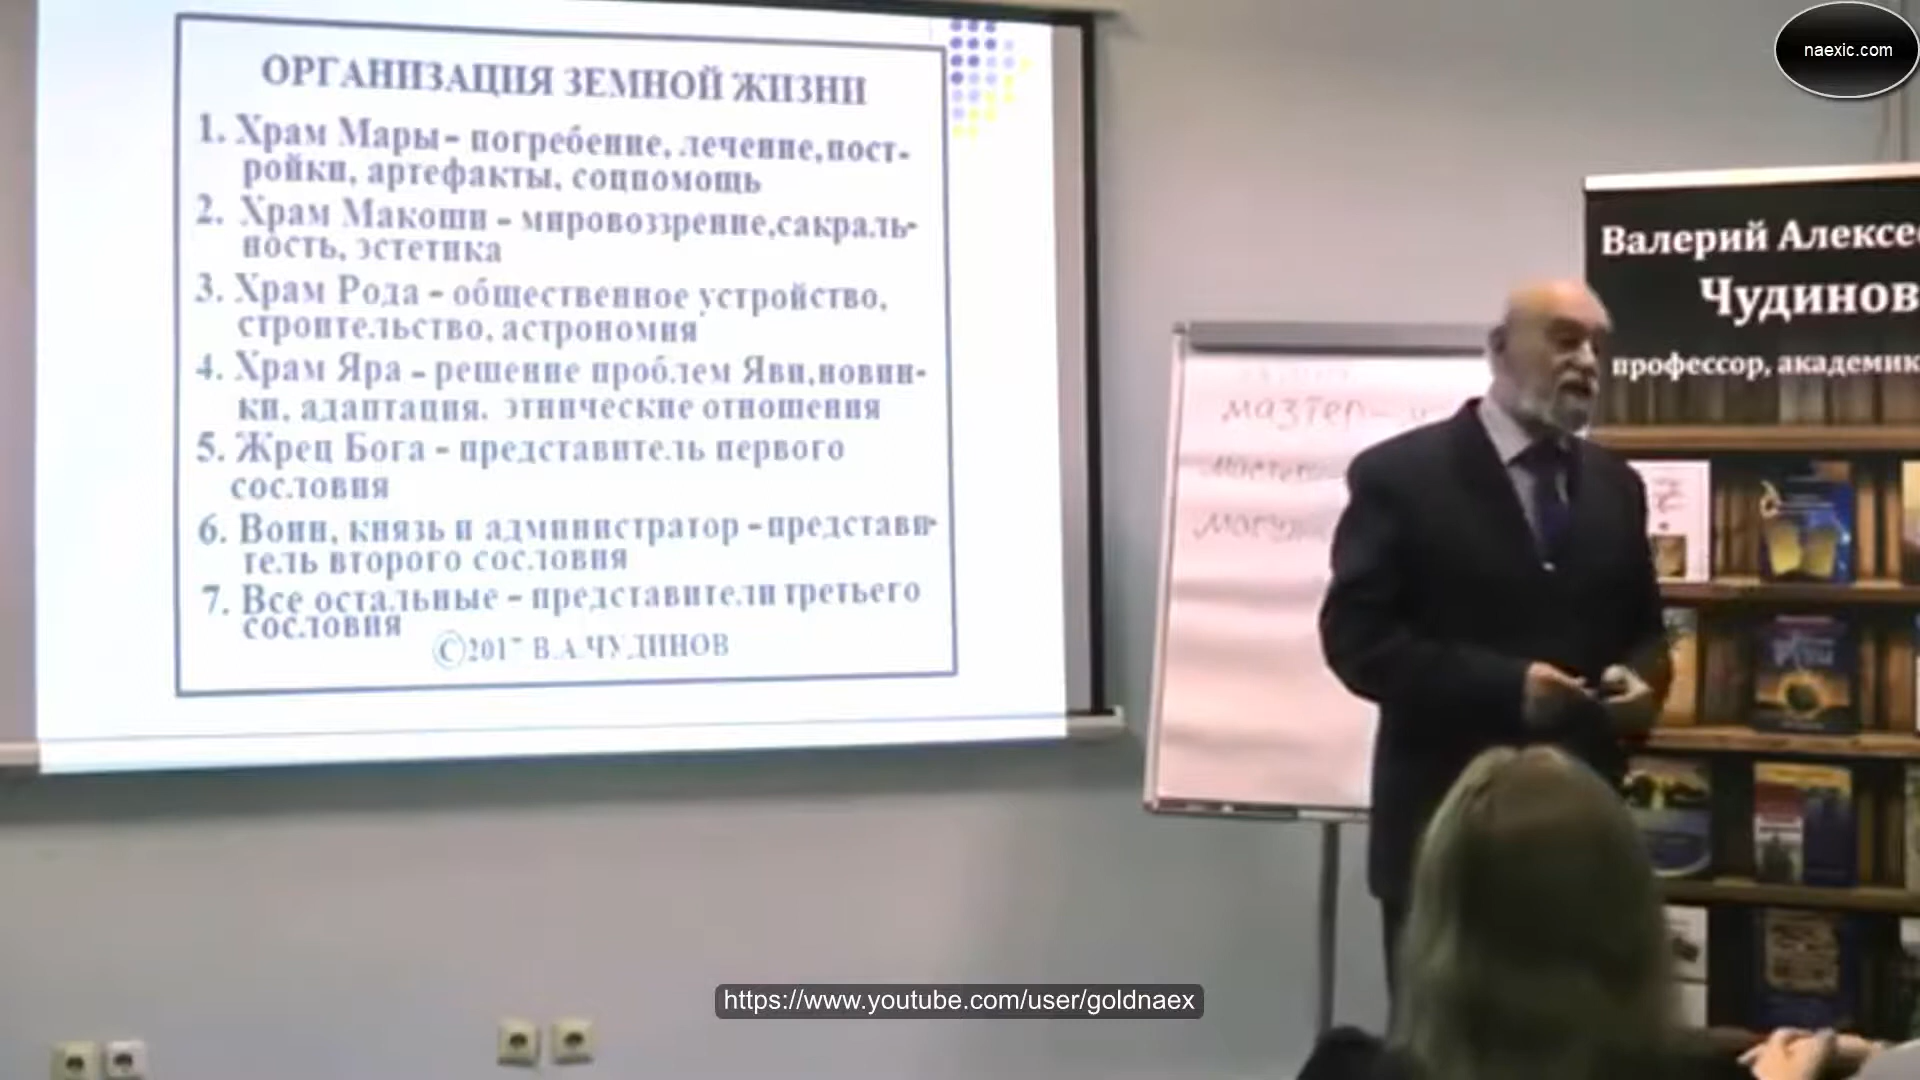 ОРГАНИЗАЦИЯ ЗЕМНОЙ ЖИЗНИ
1. Храм Мары - погребение, лечение, пост-
ройки, артефакты, соцпомощь
2. Храм Макоши - мировоззрение, сакраль-
ность, эстетика
3. Храм Рода - общественное устройство,
строительство, астрономия
4. Храм Яра - решение проблем Яви, новин-
ки, адаптация, этнические отношения
5. Жрец Бога - представитель первого
сословия
6. Воин, князь и администратор - представи-
тель второго сословия
7. Все остальные - представители третьего
сословия
©2017 В.А.ЧУДИНОВ
naexic.com
Валерий Алексе
Чудинов
профессор, академик
мазтер -
https://www.youtube.com/user/goldnaex